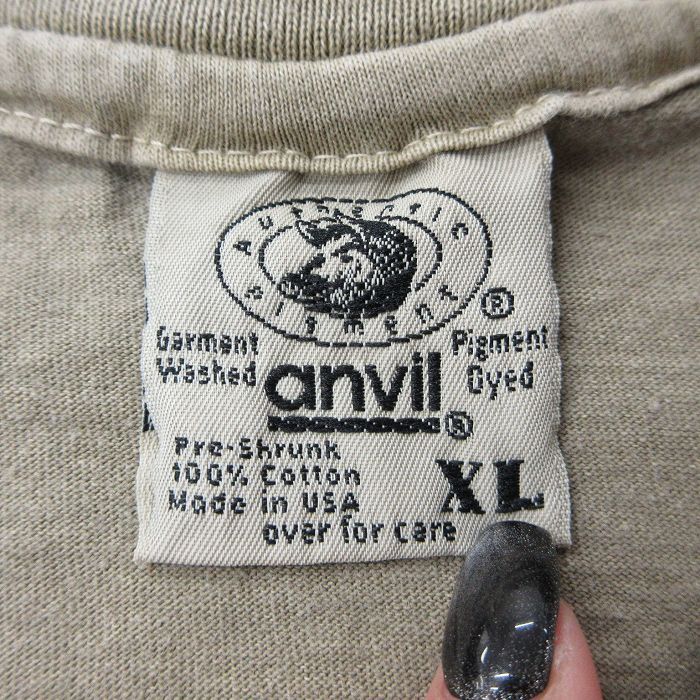 Authentic
pigment ®
Garment Washed
Pigment Dyed
anvil ®
Pre-Shrunk
100% Cotton
Made in USA
XL
over for care